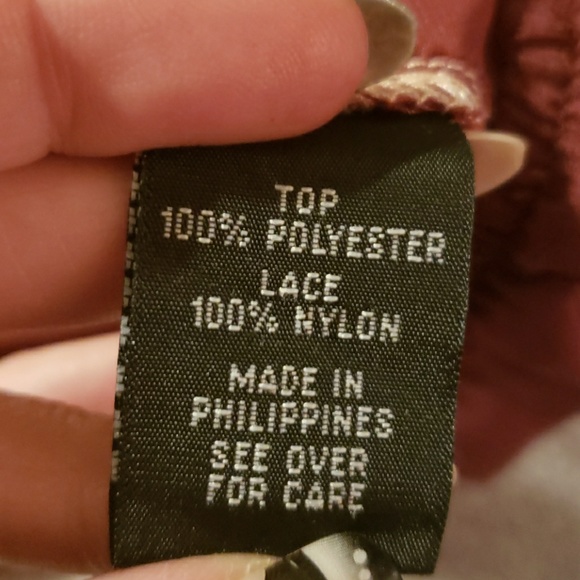 TOP
100% POLYESTER
LACE
100% NYLON
MADE IN
PHILIPPINES
SEE OVER
FOR CARE